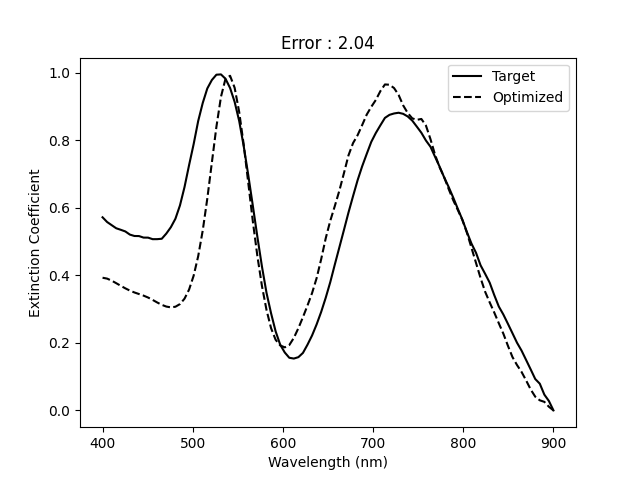 Error : 2.04
Target
Optimized
Extinction Coefficient
1.0
0.8
0.6
0.4
0.2
0.0
400 500 600 700 800 900
Wavelength (nm)